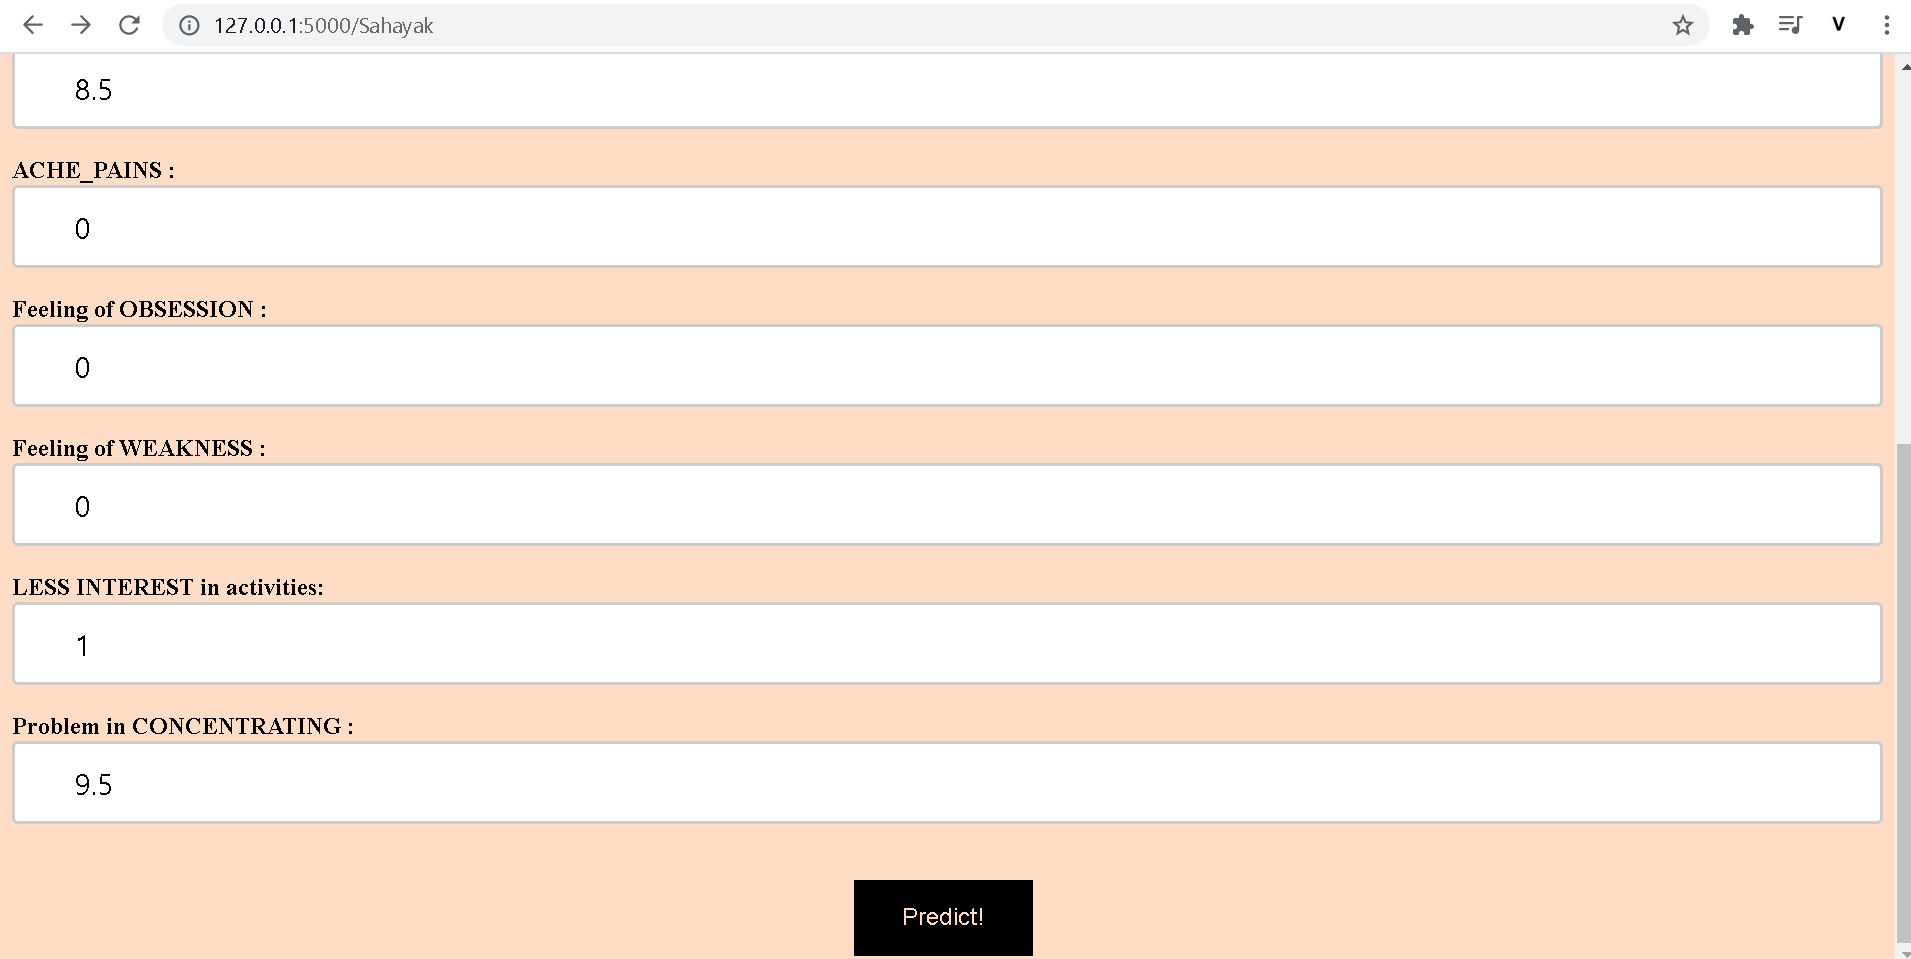 127.0.0.1:5000/Sahayak
V
8.5
ACHE_PAINS :
0
Feeling of OBSESSION :
0
Feeling of WEAKNESS :
0
LESS INTEREST in activities:
1
Problem in CONCENTRATING :
9.5
Predict!